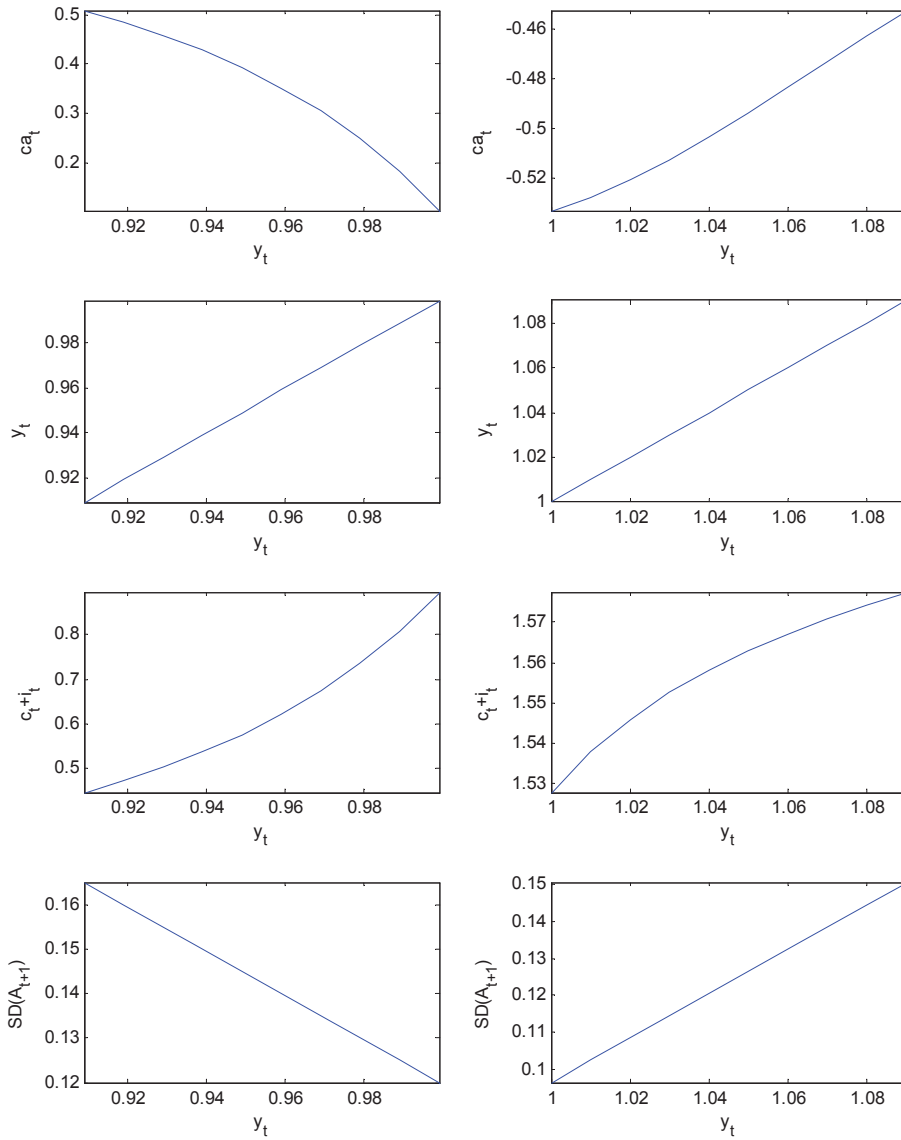 0.5
0.4
0.3
0.2
ca_t
0.92 0.94 0.96 0.98
y_t
-0.46
-0.48
-0.5
-0.52
ca_t
1 1.02 1.04 1.06 1.08
y_t
0.98
0.96
0.94
0.92
y_t
0.92 0.94 0.96 0.98
y_t
1.08
1.06
1.04
1.02
1
y_t
1 1.02 1.04 1.06 1.08
y_t
0.8
0.7
0.6
0.5
c_t+i_t
0.92 0.94 0.96 0.98
y_t
1.57
1.56
1.55
1.54
1.53
c_t+i_t
1 1.02 1.04 1.06 1.08
y_t
0.16
0.15
0.14
0.13
0.12
SD(A_{t+1})
0.92 0.94 0.96 0.98
y_t
0.15
0.14
0.13
0.12
0.11
0.1
SD(A_{t+1})
1 1.02 1.04 1.06 1.08
y_t